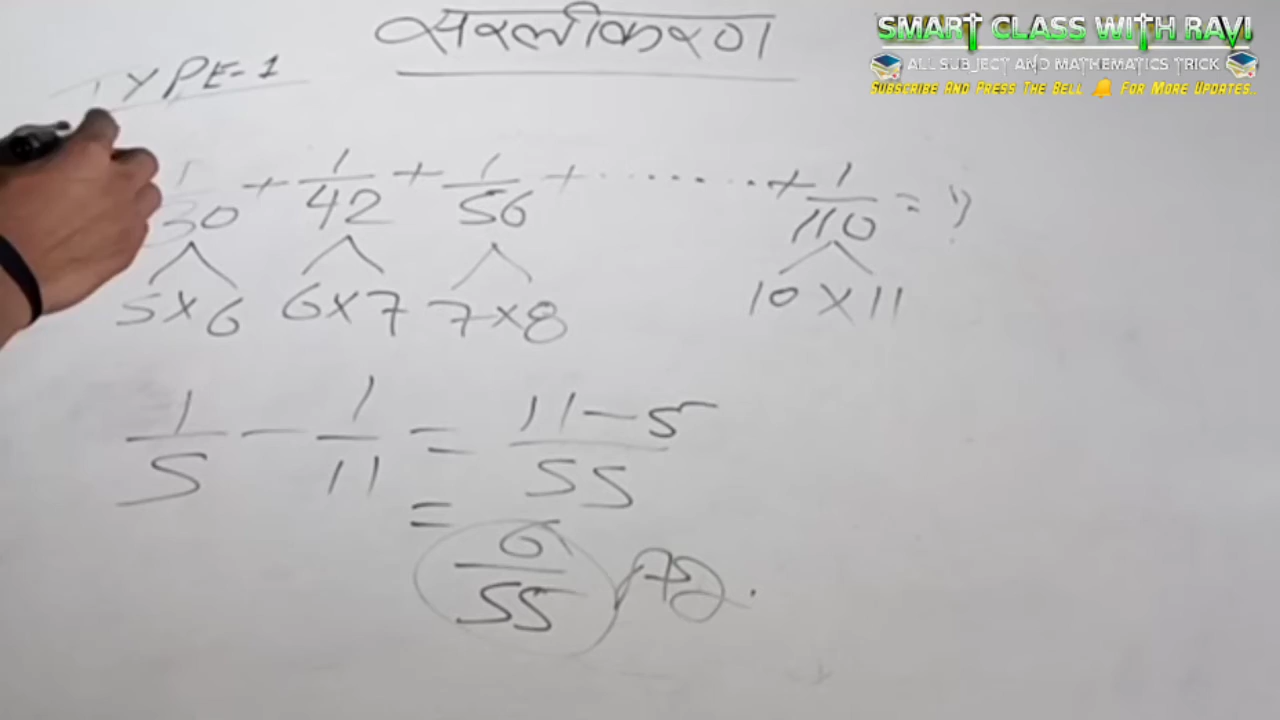 सरलीकरण
SMART CLASS WITH RAVI
ALL SUBJECT AND MATHEMATICS TRICK
SUBSCRIBE AND PRESS THE BELL 🔔 FOR MORE UPDATES..
TYPE-1
1/30 + 1/42 + 1/56 + ........ + 1/110 = ?
5×6 6×7 7×8 10×11
1/5 - 1/11 = 11-5/55
= 6/55